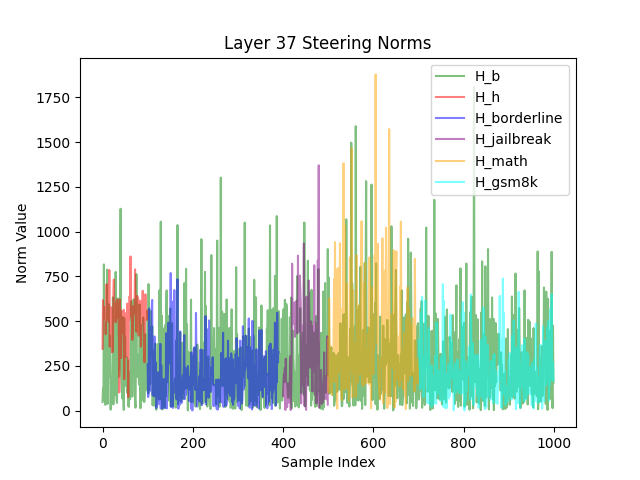 Layer 37 Steering Norms
H_b
H_h
H_borderline
H_jailbreak
H_math
H_gsm8k
Norm Value
1750
1500
1250
1000
750
500
250
0
0 200 400 600 800 1000
Sample Index